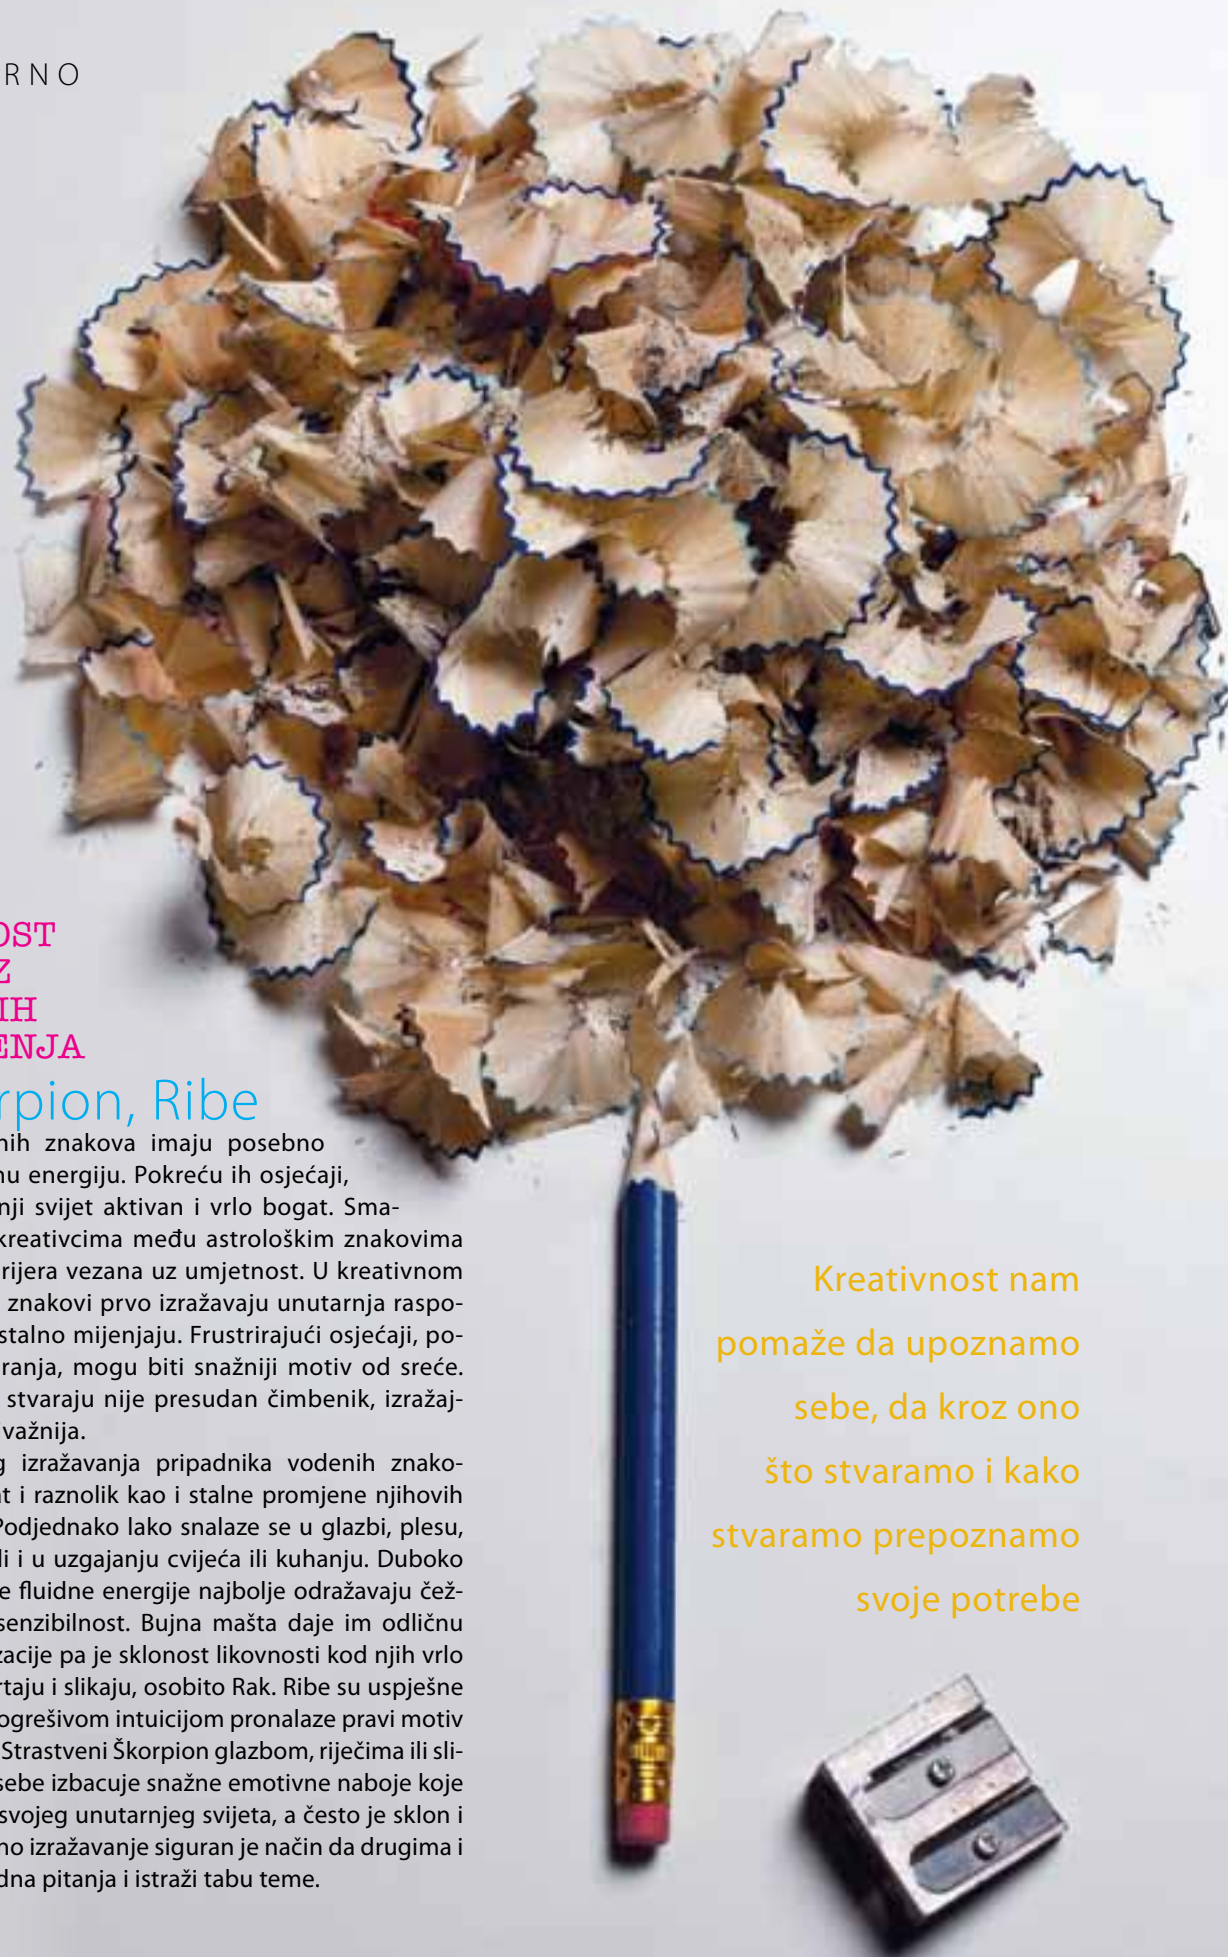 RNO
OST
Z
IH
ENJA
rpion, Ribe
nih znakova imaju posebno
nu energiju. Pokreću ih osjećaji,
nji svijet aktivan i vrlo bogat. Sma-
kreativcima među astrološkim znakovima
rijera vezana uz umjetnost. U kreativnom
znakovi prvo izražavaju unutarnja raspo-
stalno mijenjaju. Frustrirajući osjećaji, po-
ranja, mogu biti snažniji motiv od sreće.
stvaraju nije presudan čimbenik, izražaj-
važnija.
g izražavanja pripadnika vodenih znako-
at i raznolik kao i stalne promjene njihovih
Podjednako lako snalaze se u glazbi, plesu,
li i u uzgajanju cvijeća ili kuhanju. Duboko
e fluidne energije najbolje odražavaju čež-
senzibilnost. Bujna mašta daje im odličnu
zacije pa je sklonost likovnosti kod njih vrlo
rtaju i slikaju, osobito Rak. Ribe su uspješne
ogrešivom intuicijom pronalaze pravi motiv
Strastveni Škorpion glazbom, riječima ili sli-
sebe izbacuje snažne emotivne naboje koje
svojeg unutarnjeg svijeta, a često je sklon i
no izražavanje siguran je način da drugima i
dna pitanja i istraži tabu teme.
Kreativnost nam
pomaže da upoznamo
sebe, da kroz ono
što stvaramo i kako
stvaramo prepoznamo
svoje potrebe